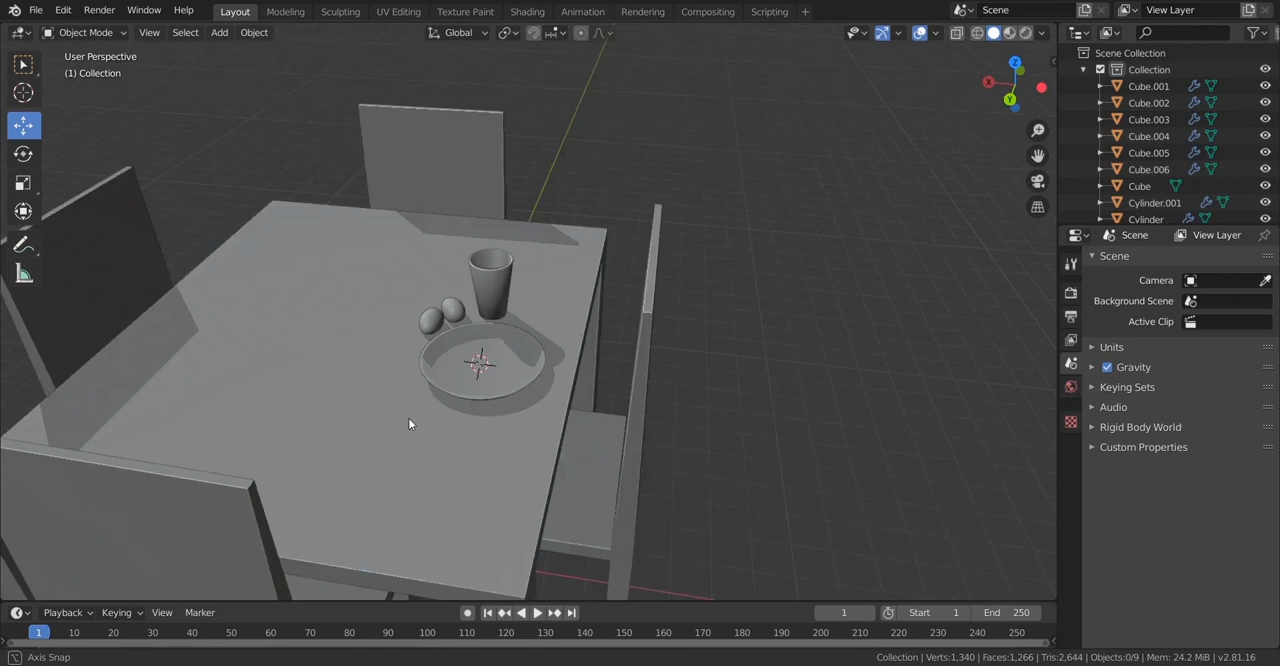 File Edit Render Window Help Layout Modeling Sculpting UV Editing Texture Paint Shading Animation Rendering Compositing Scripting + Scene View Layer
Object Mode View Select Add Object Global
User Perspective
(1) Collection
Z
X
Y
Scene Collection
Collection
Cube.001
Cube.002
Cube.003
Cube.004
Cube.005
Cube.006
Cube
Cylinder.001
Cylinder
Scene View Layer
Scene
Camera
Background Scene
Active Clip
Units
Gravity
Keying Sets
Audio
Rigid Body World
Custom Properties
Playback Keying View Marker 1 Start 1 End 250
1 10 20 30 40 50 60 70 80 90 100 110 120 130 140 150 160 170 180 190 200 210 220 230 240 250
Axis Snap Collection | Verts:1,340 | Faces:1,266 | Tris:2,644 | Objects:0/9 | Mem: 24.2 MiB | v2.81.16